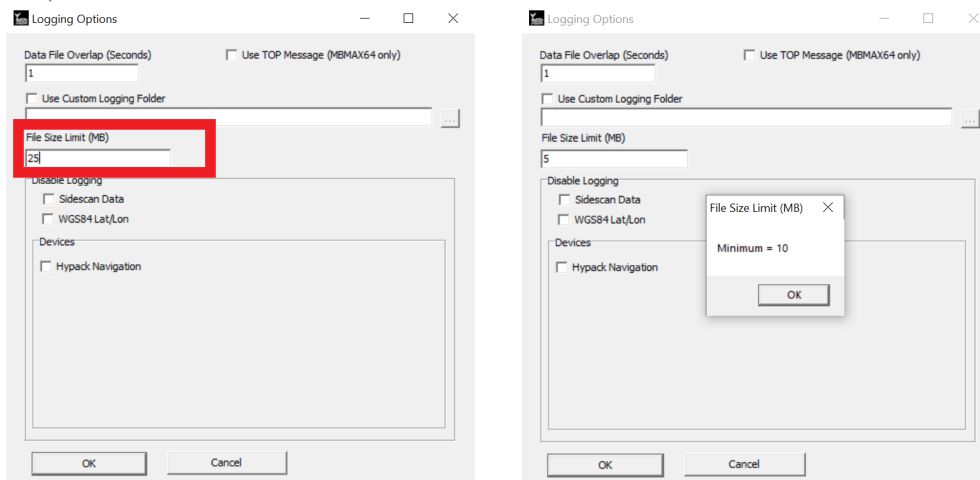 Logging Options
Data File Overlap (Seconds)
Use TOP Message (MBMAX64 only)
1
Use Custom Logging Folder
...
File Size Limit (MB)
25
Disable Logging
Sidescan Data
WGS84 Lat/Lon
Devices
Hypack Navigation
OK
Cancel
Logging Options
Data File Overlap (Seconds)
Use TOP Message (MBMAX64 only)
1
Use Custom Logging Folder
...
File Size Limit (MB)
5
Disable Logging
Sidescan Data
WGS84 Lat/Lon
Devices
Hypack Navigation
File Size Limit (MB)
Minimum = 10
OK
OK
Cancel